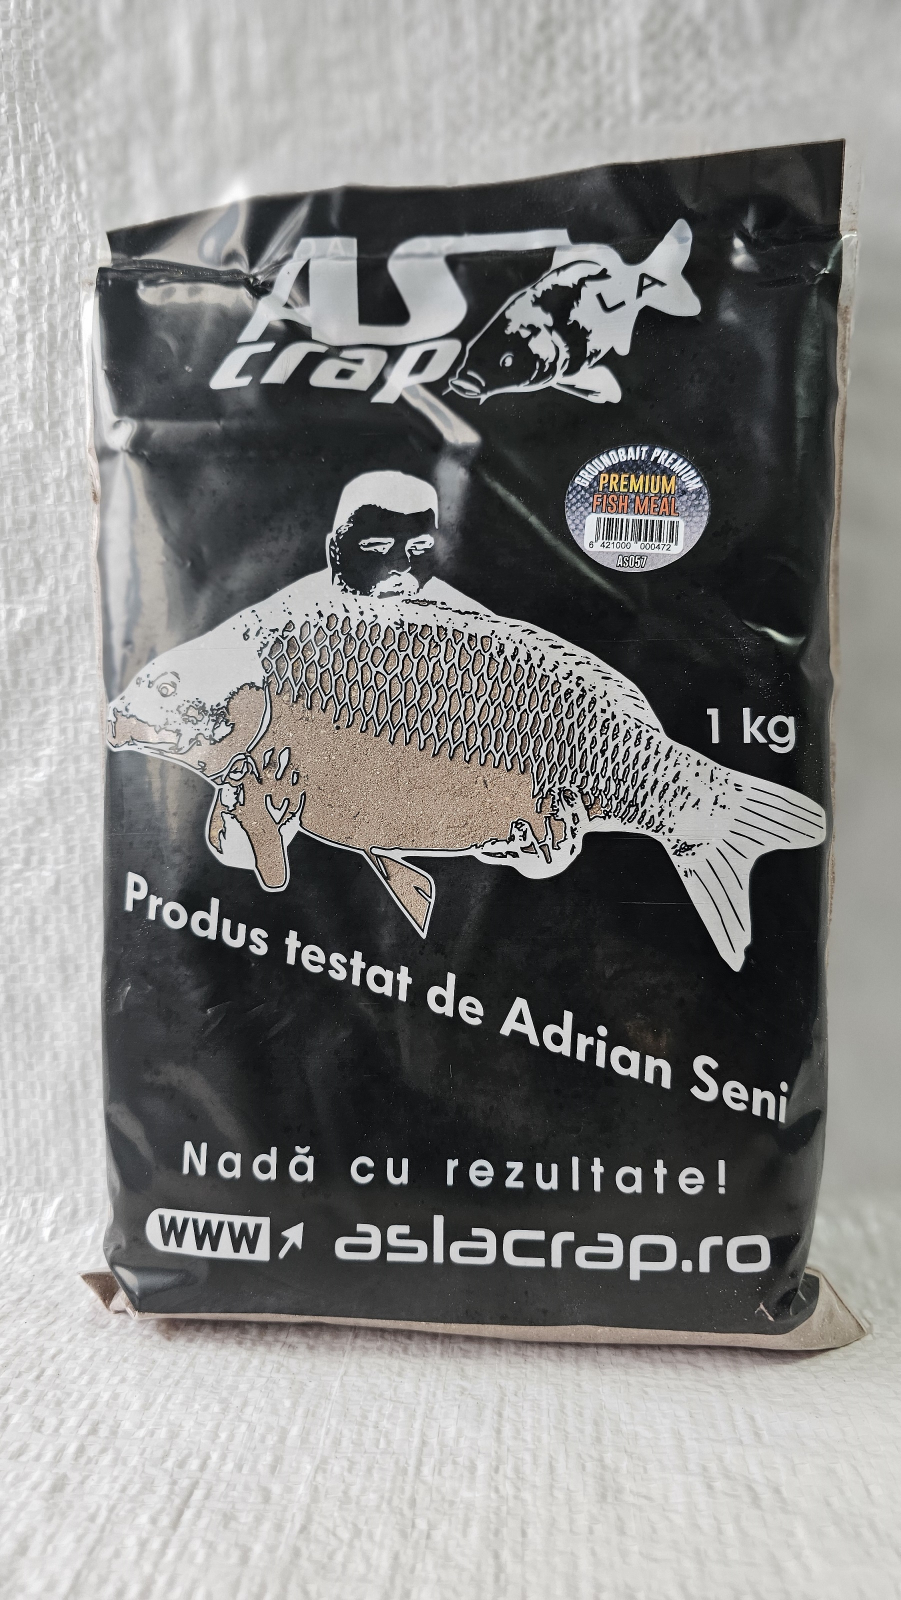 AS LA
crap
GROUNDBAIT PREMIUM
PREMIUM
FISH MEAL
6 421000 000472
AS057
1 kg
Produs testat de Adrian Seni
Nadă cu rezultate!
WWW aslacrap.ro